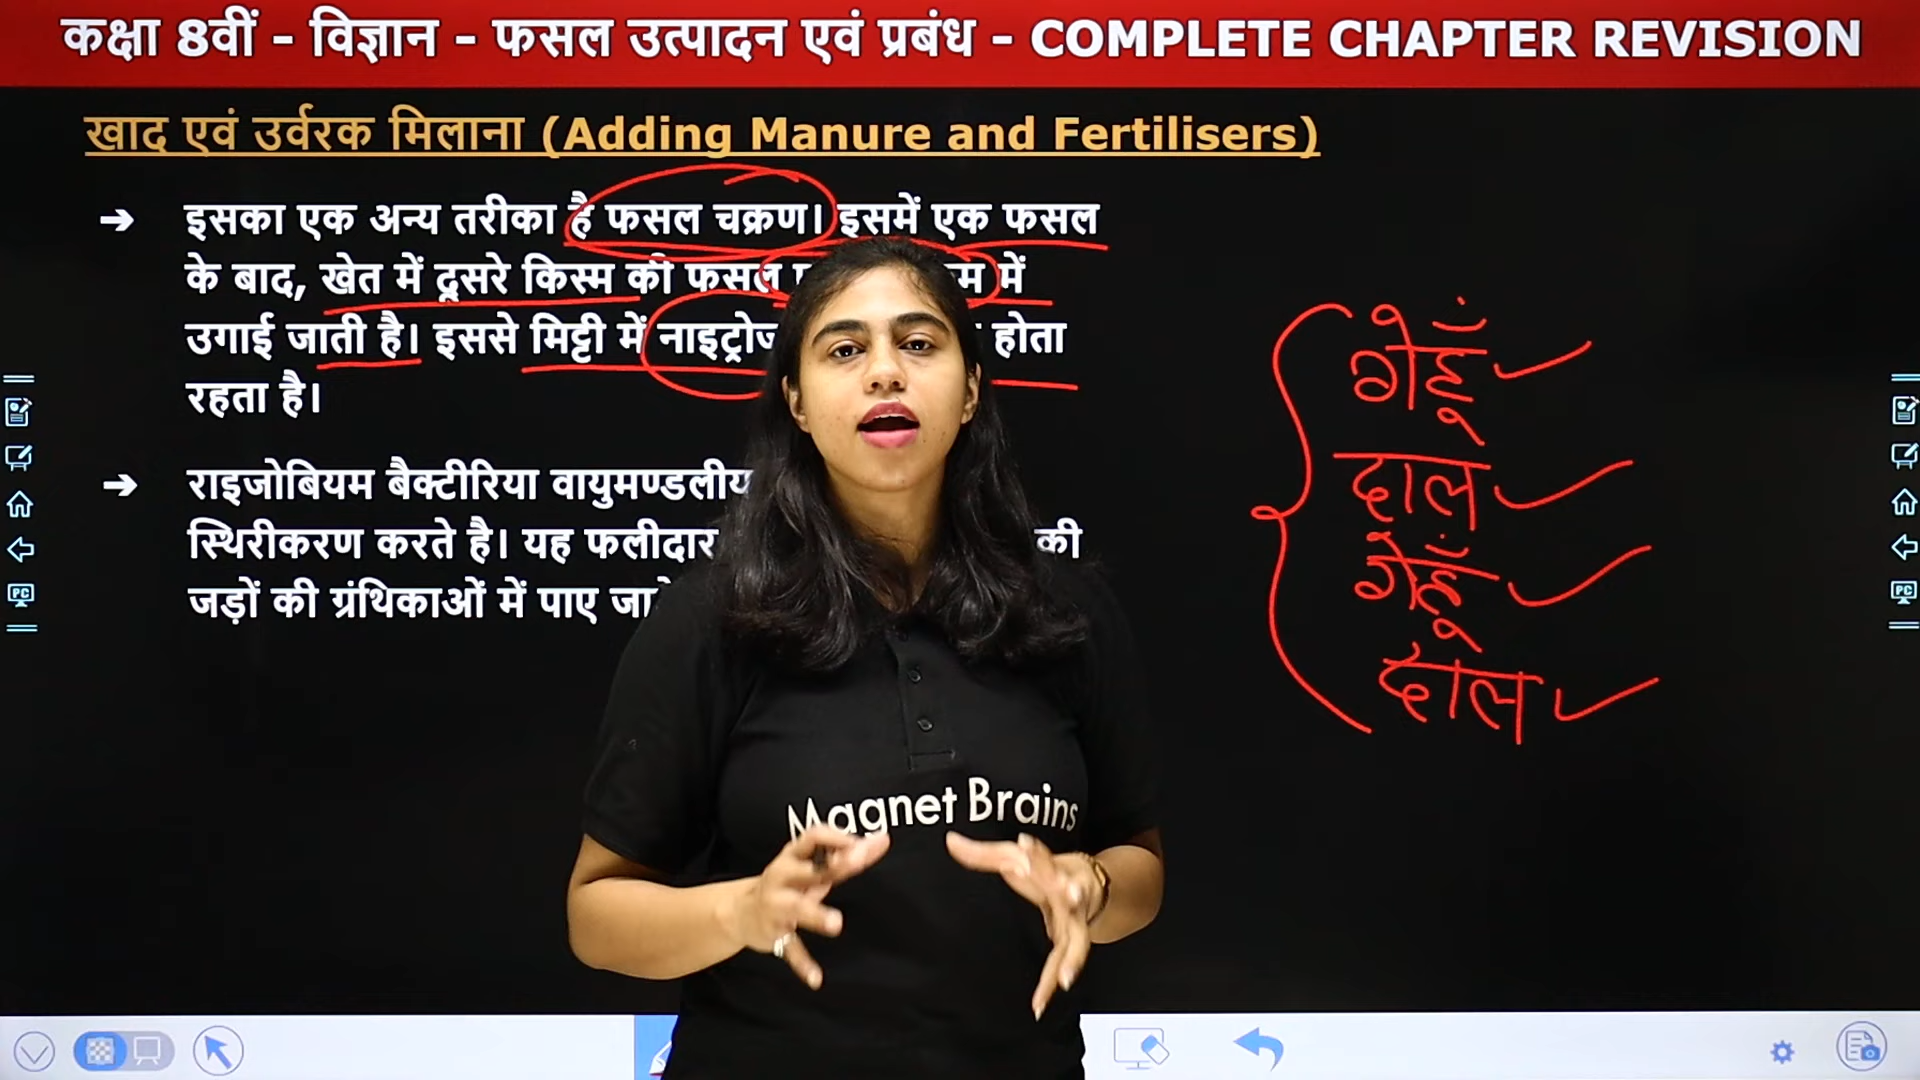 कक्षा 8वीं - विज्ञान - फसल उत्पादन एवं प्रबंध - COMPLETE CHAPTER REVISION
खाद एवं उर्वरक मिलाना (Adding Manure and Fertilisers)
➔ इसका एक अन्य तरीका है फसल चक्रण। इसमें एक फसल
के बाद, खेत में दूसरे किस्म की फसल में
उगाई जाती है। इससे मिट्टी में होता
रहता है।
➔ राइजोबियम बैक्टीरिया वायुमण्डलीय
स्थिरीकरण करते है। यह फलीदार की
जड़ों की ग्रंथिकाओं में पाए
गेहूँ
दाल
गेहूँ
दाल
Magnet Brains
PC
PC